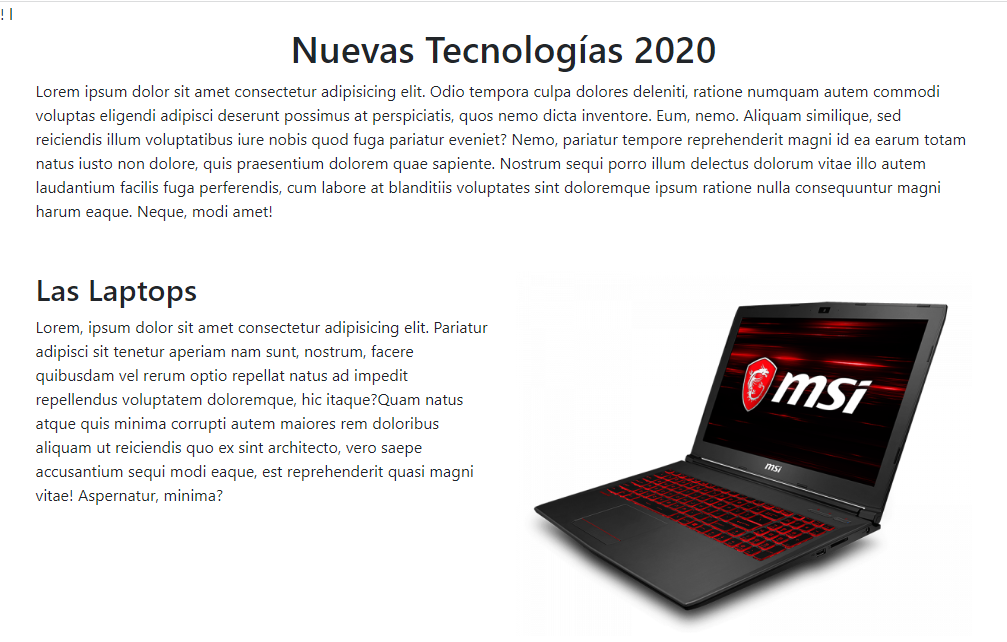 ! |
Nuevas Tecnologías 2020
Lorem ipsum dolor sit amet consectetur adipisicing elit. Odio tempora culpa dolores deleniti, ratione numquam autem commodi
voluptas eligendi adipisci deserunt possimus at perspiciatis, quos nemo dicta inventore. Eum, nemo. Aliquam similique, sed
reiciendis illum voluptatibus iure nobis quod fuga pariatur eveniet? Nemo, pariatur tempore reprehenderit magni id ea earum totam
natus iusto non dolore, quis praesentium dolorem quae sapiente. Nostrum sequi porro illum delectus dolorum vitae illo autem
laudantium facilis fuga perferendis, cum labore at blanditiis voluptates sint doloremque ipsum ratione nulla consequuntur magni
harum eaque. Neque, modi amet!
Las Laptops
Lorem, ipsum dolor sit amet consectetur adipisicing elit. Pariatur
adipisci sit tenetur aperiam nam sunt, nostrum, facere
quibusdam vel rerum optio repellat natus ad impedit
repellendus voluptatem doloremque, hic itaque?Quam natus
atque quis minima corrupti autem maiores rem doloribus
aliquam ut reiciendis quo ex sint architecto, vero saepe
accusantium sequi modi eaque, est reprehenderit quasi magni
vitae! Aspernatur, minima?
msi
msi